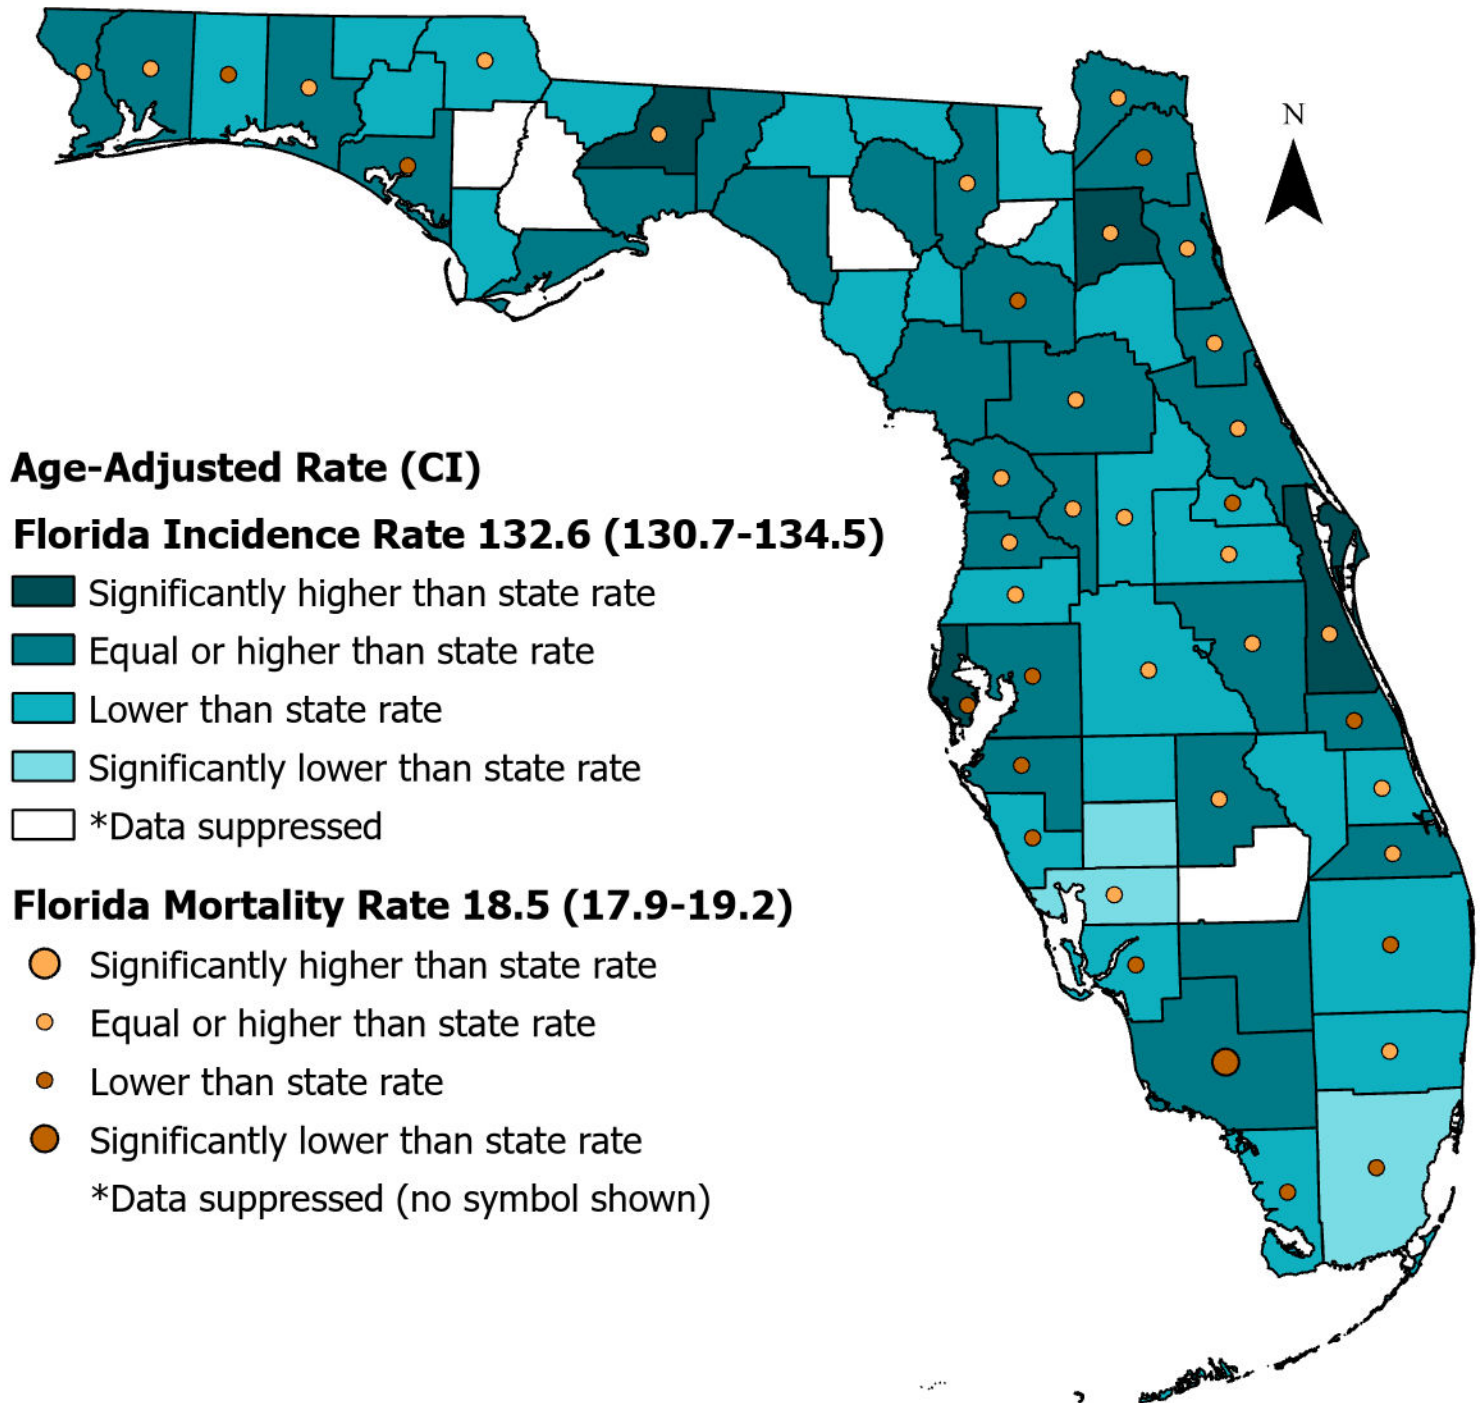 N
Age-Adjusted Rate (CI)
Florida Incidence Rate 132.6 (130.7-134.5)
Significantly higher than state rate
Equal or higher than state rate
Lower than state rate
Significantly lower than state rate
*Data suppressed
Florida Mortality Rate 18.5 (17.9-19.2)
Significantly higher than state rate
Equal or higher than state rate
Lower than state rate
Significantly lower than state rate
*Data suppressed (no symbol shown)